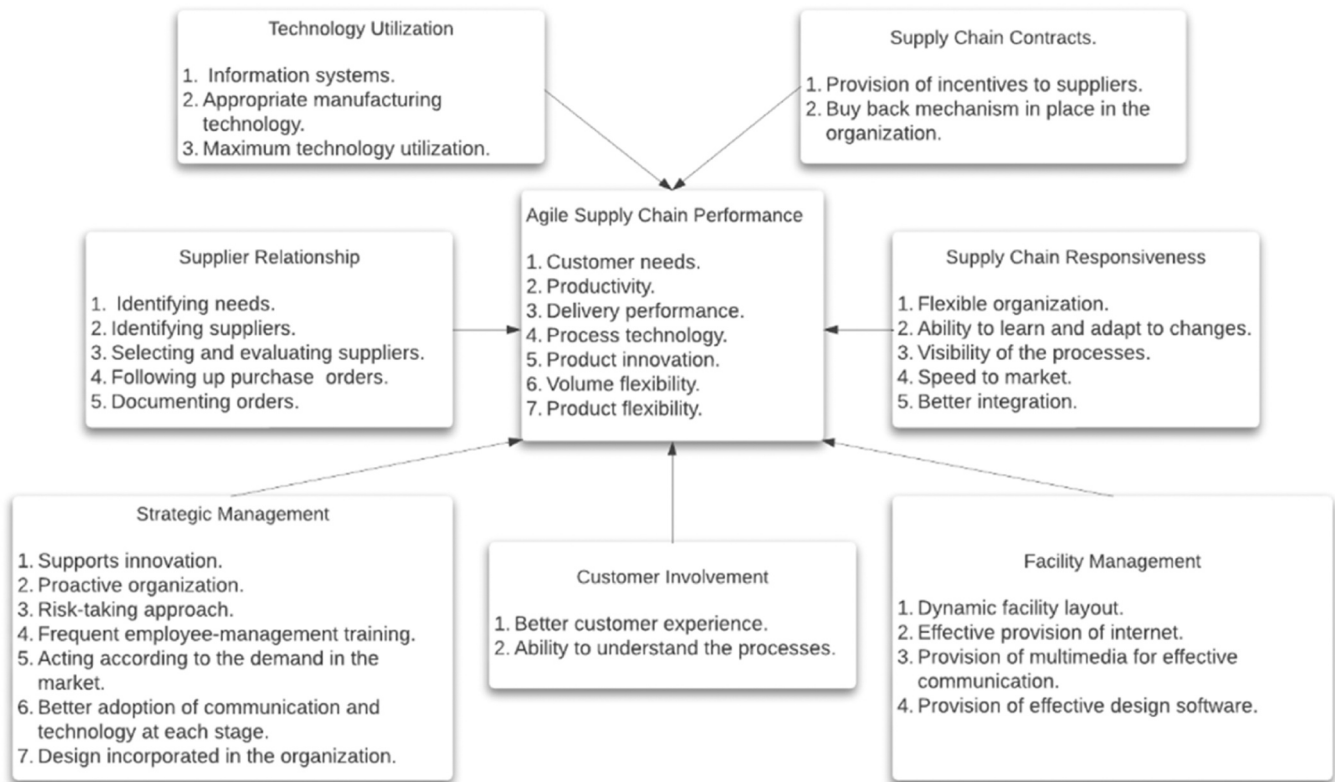 Technology Utilization
1. Information systems.
2. Appropriate manufacturing
technology.
3. Maximum technology utilization.
Supply Chain Contracts.
1. Provision of incentives to suppliers.
2. Buy back mechanism in place in the
organization.
Supplier Relationship
1. Identifying needs.
2. Identifying suppliers.
3. Selecting and evaluating suppliers.
4. Following up purchase orders.
5. Documenting orders.
Agile Supply Chain Performance
1. Customer needs.
2. Productivity.
3. Delivery performance.
4. Process technology.
5. Product innovation.
6. Volume flexibility.
7. Product flexibility.
Supply Chain Responsiveness
1. Flexible organization.
2. Ability to learn and adapt to changes.
3. Visibility of the processes.
4. Speed to market.
5. Better integration.
Strategic Management
1. Supports innovation.
2. Proactive organization.
3. Risk-taking approach.
4. Frequent employee-management training.
5. Acting according to the demand in the
market.
6. Better adoption of communication and
technology at each stage.
7. Design incorporated in the organization.
Customer Involvement
1. Better customer experience.
2. Ability to understand the processes.
Facility Management
1. Dynamic facility layout.
2. Effective provision of internet.
3. Provision of multimedia for effective
communication.
4. Provision of effective design software.